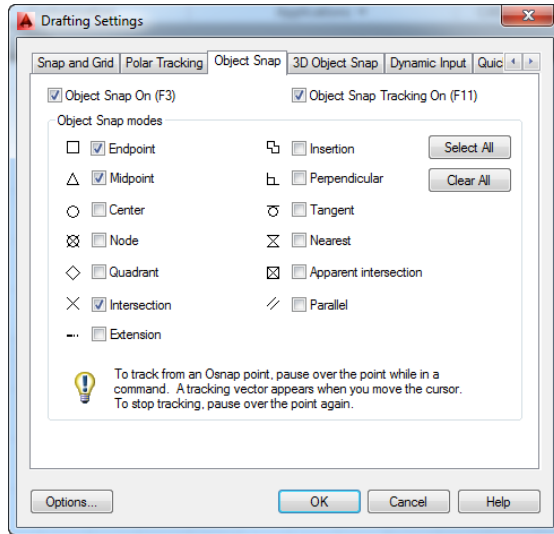 Drafting Settings
Snap and Grid Polar Tracking Object Snap 3D Object Snap Dynamic Input Quic
Object Snap On (F3) Object Snap Tracking On (F11)
Object Snap modes
Endpoint Insertion Select All
Midpoint Perpendicular Clear All
Center Tangent
Node Nearest
Quadrant Apparent intersection
Intersection Parallel
Extension
To track from an Osnap point, pause over the point while in a
command. A tracking vector appears when you move the cursor.
To stop tracking, pause over the point again.
Options... OK Cancel Help